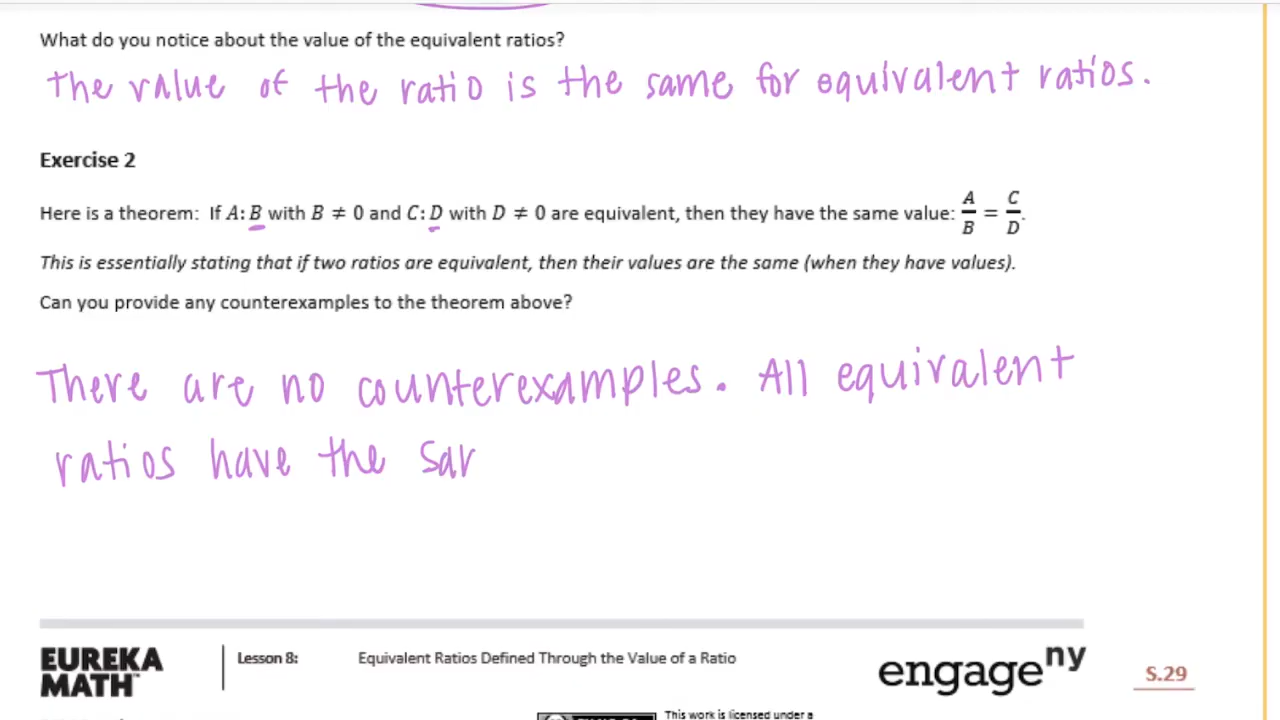 What do you notice about the value of the equivalent ratios?
The value of the ratio is the same for equivalent ratios.
Exercise 2
Here is a theorem: If A:B with B ≠ 0 and C:D with D ≠ 0 are equivalent, then they have the same value: A/B = C/D.
This is essentially stating that if two ratios are equivalent, then their values are the same (when they have values).
Can you provide any counterexamples to the theorem above?
There are no counterexamples. All equivalent
ratios have the sar
EUREKA
MATH™
Lesson 8:
Equivalent Ratios Defined Through the Value of a Ratio
engage ny
S.29
This work is licensed under a